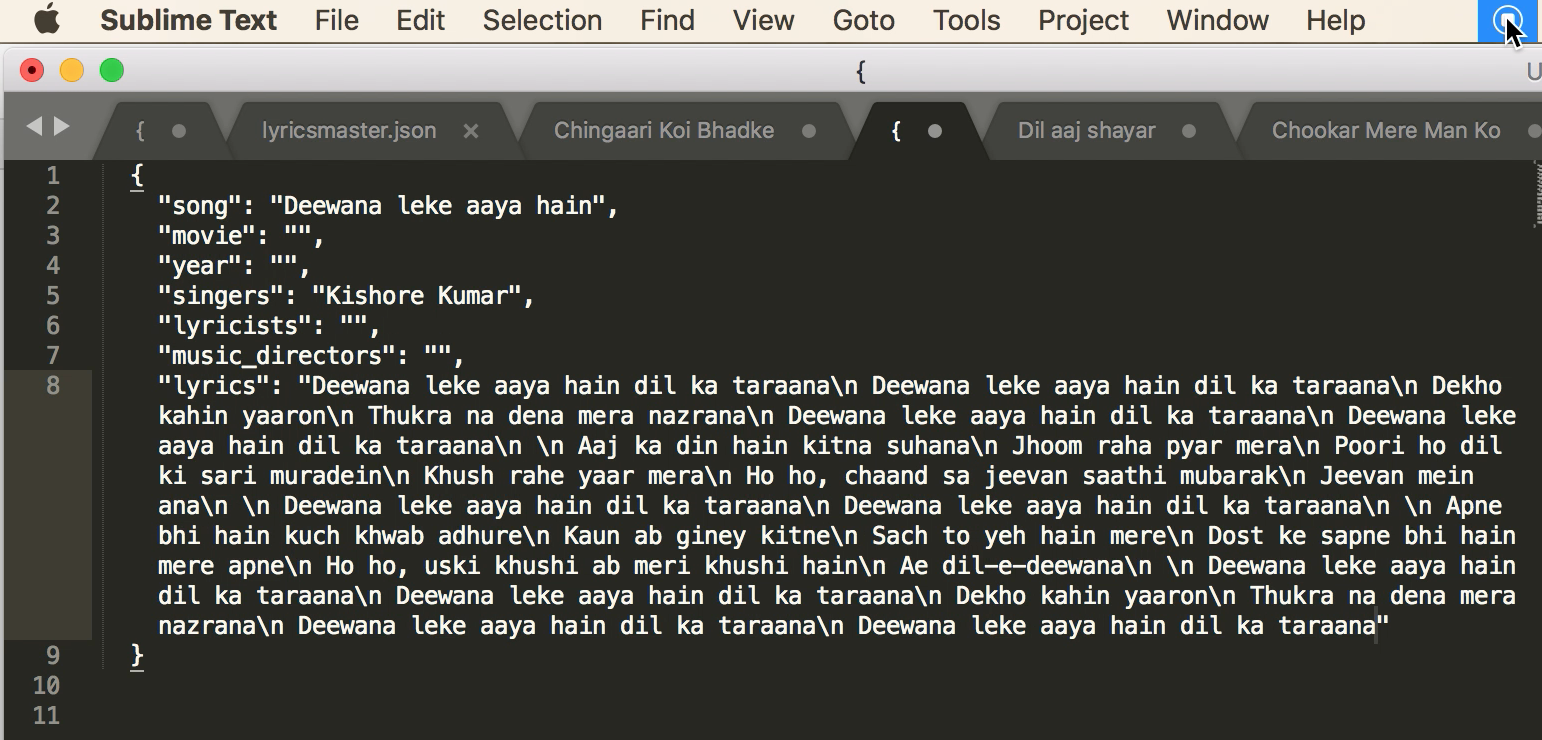 Sublime Text File Edit Selection Find View Goto Tools Project Window Help
{ U
{ lyricsmaster.json Chingaari Koi Bhadke { Dil aaj shayar Chookar Mere Man Ko
1 {
2 "song": "Deewana leke aaya hain",
3 "movie": "",
4 "year": "",
5 "singers": "Kishore Kumar",
6 "lyricists": "",
7 "music_directors": "",
8 "lyrics": "Deewana leke aaya hain dil ka taraana\n Deewana leke aaya hain dil ka taraana\n Dekho
kahin yaaron\n Thukra na dena mera nazrana\n Deewana leke aaya hain dil ka taraana\n Deewana leke
aaya hain dil ka taraana\n \n Aaj ka din hain kitna suhana\n Jhoom raha pyar mera\n Poori ho dil
ki sari muradein\n Khush rahe yaar mera\n Ho ho, chaand sa jeevan saathi mubarak\n Jeevan mein
ana\n \n Deewana leke aaya hain dil ka taraana\n Deewana leke aaya hain dil ka taraana\n \n Apne
bhi hain kuch khwab adhure\n Kaun ab giney kitne\n Sach to yeh hain mere\n Dost ke sapne bhi hain
mere apne\n Ho ho, uski khushi ab meri khushi hain\n Ae dil-e-deewana\n \n Deewana leke aaya hain
dil ka taraana\n Deewana leke aaya hain dil ka taraana\n Dekho kahin yaaron\n Thukra na dena mera
nazrana\n Deewana leke aaya hain dil ka taraana\n Deewana leke aaya hain dil ka taraana"
9 }
10
11